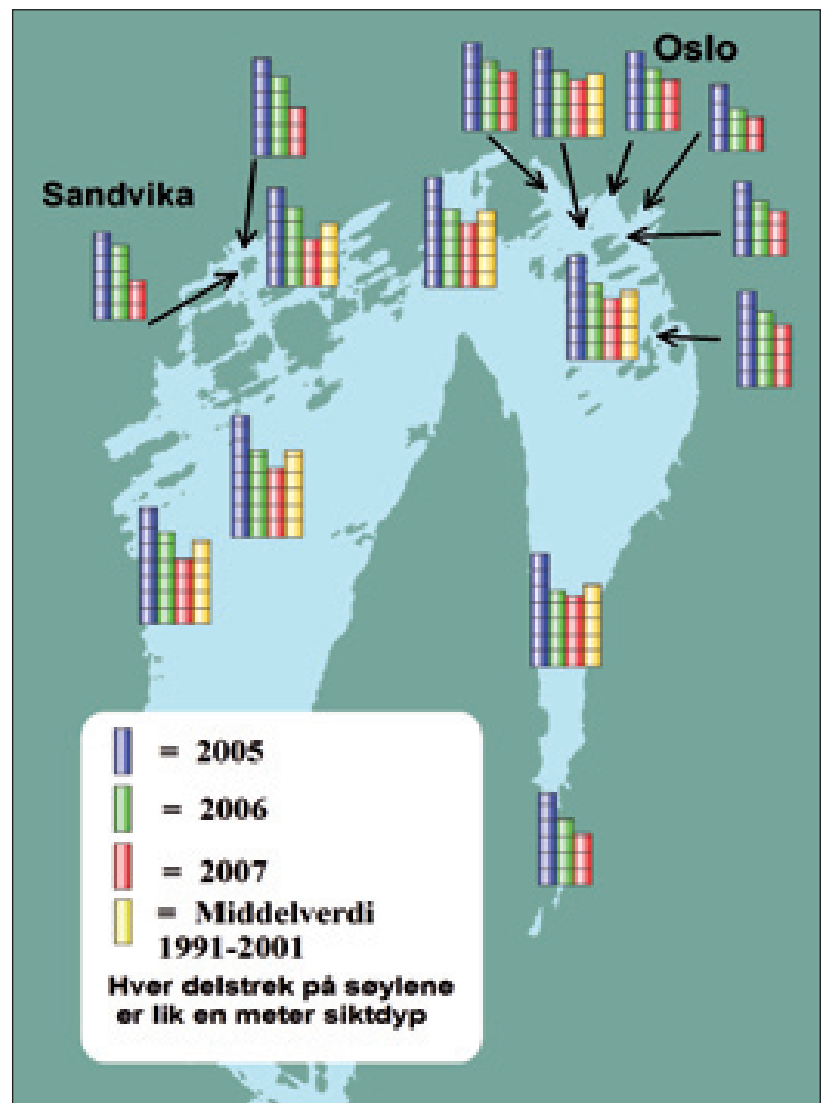 Oslo
Sandvika
= 2005
= 2006
= 2007
= Middelverdi
1991-2001
Hver delstrek på søylene
er lik en meter siktdyp